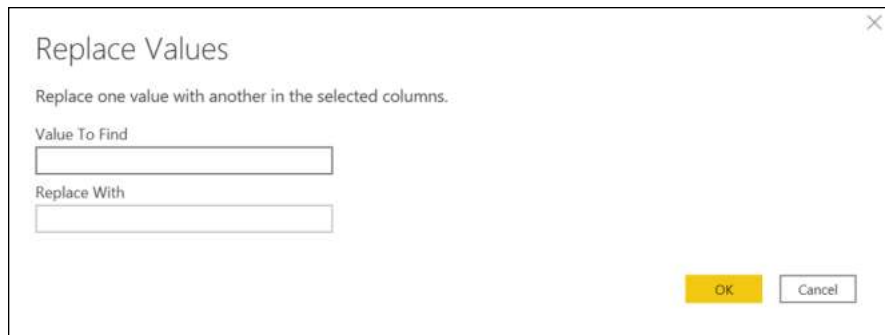 Replace Values
Replace one value with another in the selected columns.
Value To Find
Replace With
OK
Cancel